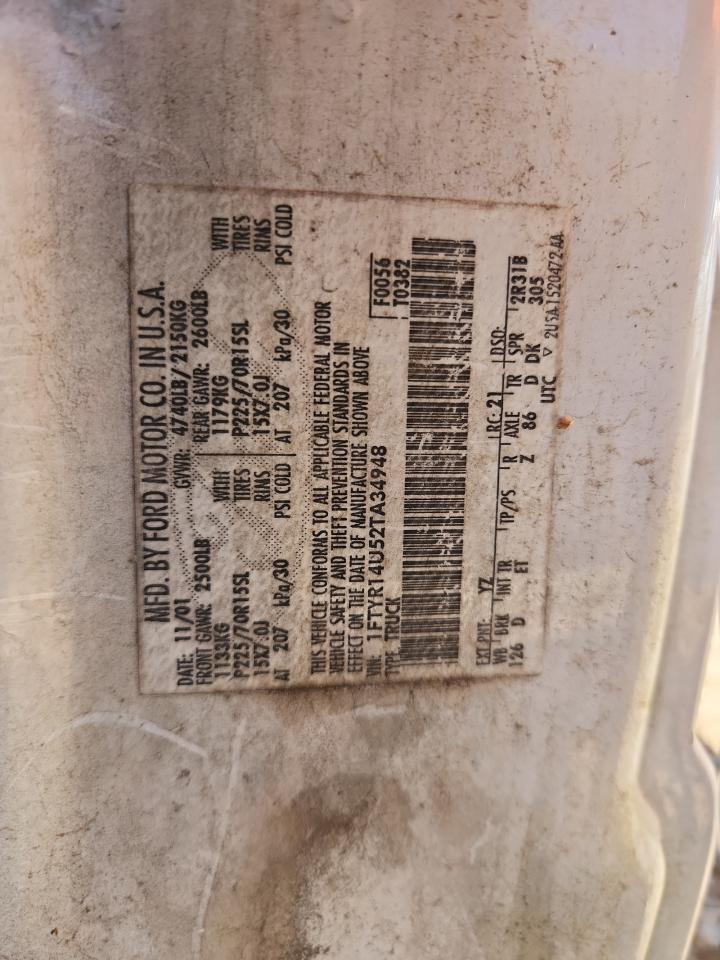 MFD. BY FORD MOTOR CO. IN U.S.A.
DATE: 11/01 GVWR: 4740LB/ 2150KG
FRONT GAWR: 2500LB REAR GAWR: 2600LB
1133KG WITH 1179KG WITH
P225/70R15SL TIRES P225/70R15SL TIRES
15X7.0J RIMS 15X7.0J RIMS
AT 207 kPa/30 PSI COLD AT 207 kPa/30 PSI COLD
THIS VEHICLE CONFORMS TO ALL APPLICABLE FEDERAL MOTOR
VEHICLE SAFETY AND THEFT PREVENTION STANDARDS IN
EFFECT ON THE DATE OF MANUFACTURE SHOWN ABOVE
VIN: 1FTYR14U52TA34948 F0056
TYPE: TRUCK T0382
EXT PNT: YZ RC: 21 DSO:
WB BRK INT TR TP/PS R AXLE TR SPR 2R31B
126 D ET Z 86 D DK 305
UTC ▽ 2U5A 1520472 AA